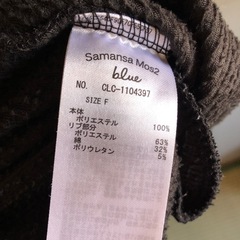 Samansa Mos2
blue
NO. CLC-1104397
SIZE F
本体
ポリエステル 100%
リブ部分
ポリエステル 63%
綿 32%
ポリウレタン 5%